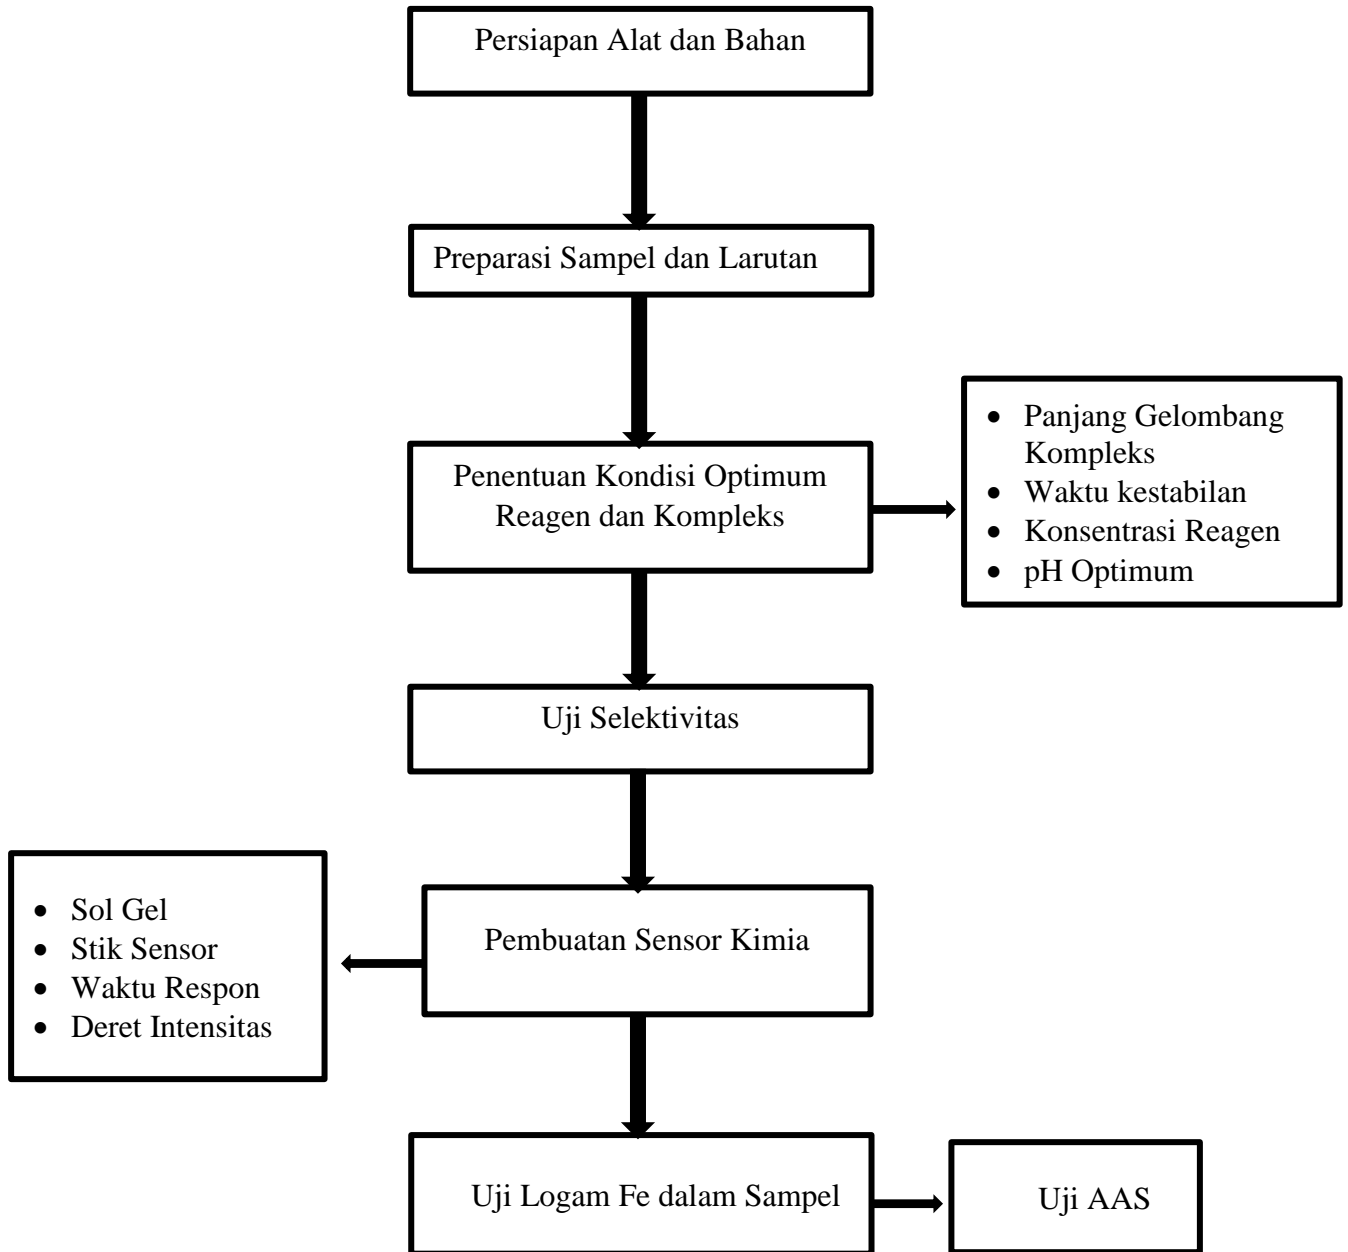 Persiapan Alat dan Bahan
Preparasi Sampel dan Larutan
Penentuan Kondisi Optimum
Reagen dan Kompleks
• Panjang Gelombang
Kompleks
• Waktu kestabilan
• Konsentrasi Reagen
• pH Optimum
Uji Selektivitas
Pembuatan Sensor Kimia
• Sol Gel
• Stik Sensor
• Waktu Respon
• Deret Intensitas
Uji Logam Fe dalam Sampel
Uji AAS